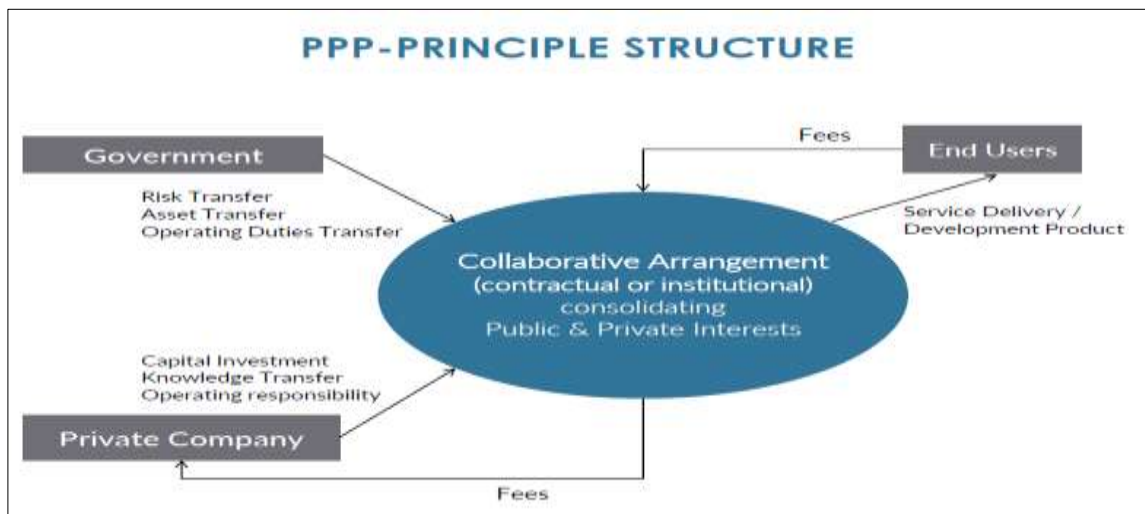 PPP-PRINCIPLE STRUCTURE
Government
Risk Transfer
Asset Transfer
Operating Duties Transfer
Fees
End Users
Service Delivery /
Development Product
Collaborative Arrangement
(contractual or institutional)
consolidating
Public & Private Interests
Capital Investment
Knowledge Transfer
Operating responsibility
Private Company
Fees